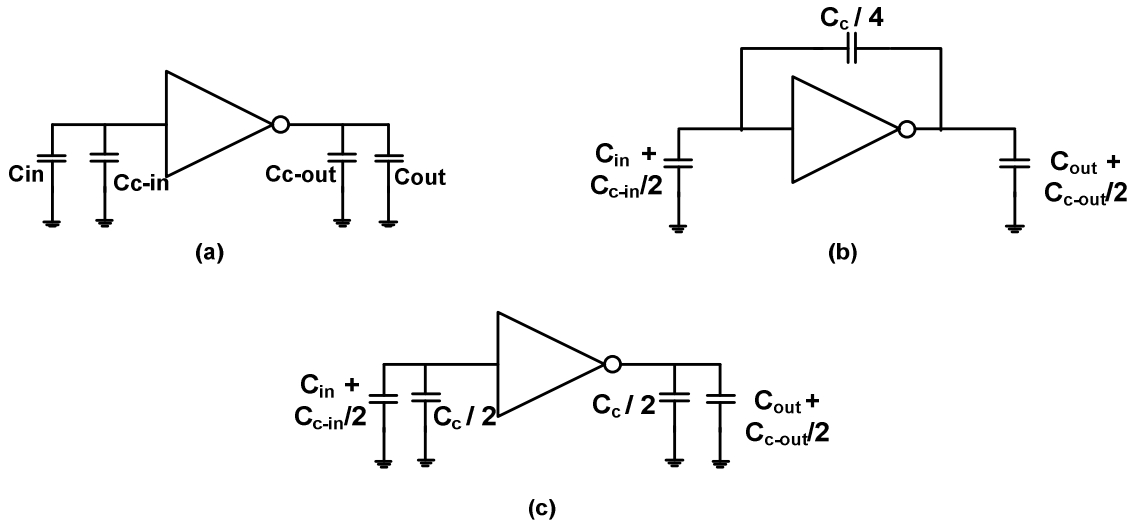 Cin
Cc-in
Cc-out
Cout
(a)
Cc / 4
Cin +
Cc-in/2
Cout +
Cc-out/2
(b)
Cin +
Cc-in/2
Cc / 2
Cc / 2
Cout +
Cc-out/2
(c)